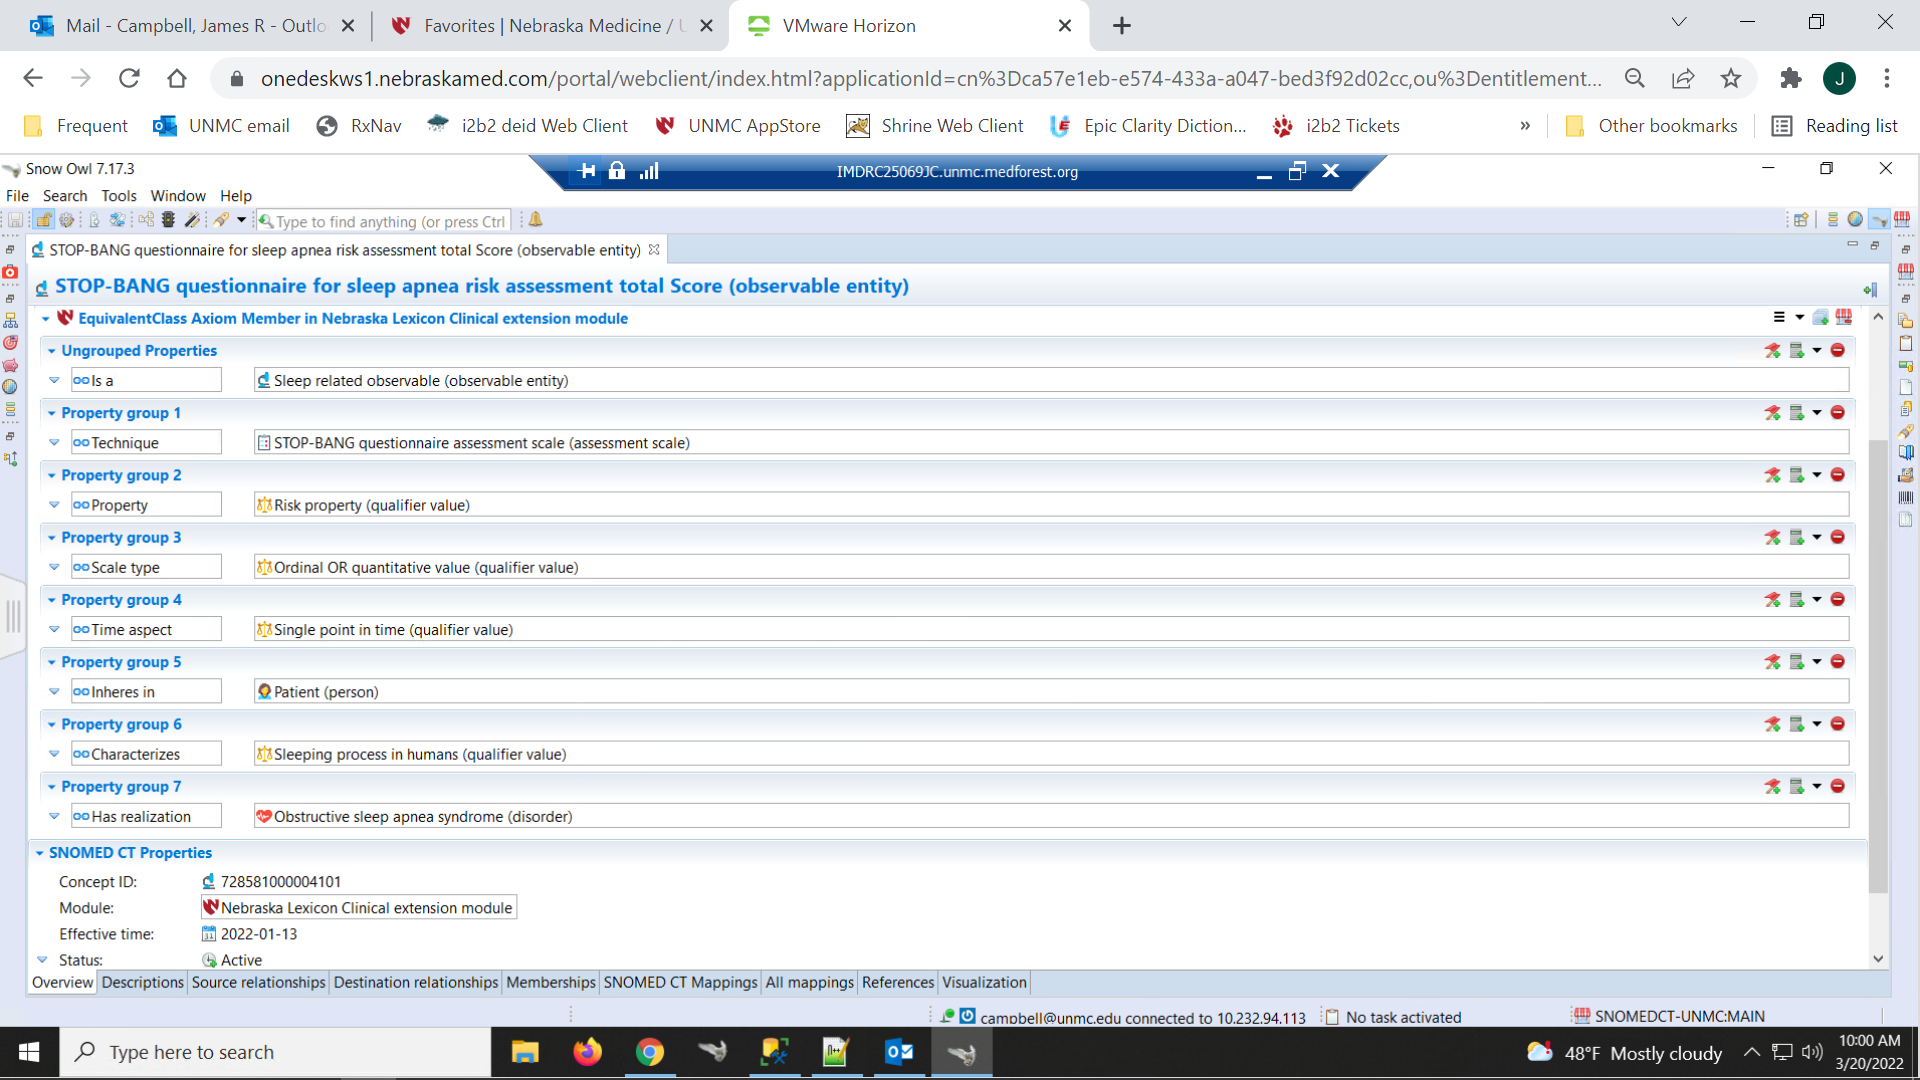 Mail - Campbell, James R - Outlo
Favorites | Nebraska Medicine / U
VMware Horizon
onedeskws1.nebraskamed.com/portal/webclient/index.html?applicationId=cn%3Dca57e1eb-e574-433a-a047-bed3f92d02cc,ou%3Dentitlement...
J
Frequent
UNMC email
RxNav
i2b2 deid Web Client
UNMC AppStore
Shrine Web Client
Epic Clarity Diction...
i2b2 Tickets
»
Other bookmarks
Reading list
Snow Owl 7.17.3
IMDRC25069JC.unmc.medforest.org
File Search Tools Window Help
Type to find anything (or press Ctrl
STOP-BANG questionnaire for sleep apnea risk assessment total Score (observable entity)
STOP-BANG questionnaire for sleep apnea risk assessment total Score (observable entity)
EquivalentClass Axiom Member in Nebraska Lexicon Clinical extension module
Ungrouped Properties
Is a Sleep related observable (observable entity)
Property group 1
Technique STOP-BANG questionnaire assessment scale (assessment scale)
Property group 2
Property Risk property (qualifier value)
Property group 3
Scale type Ordinal OR quantitative value (qualifier value)
Property group 4
Time aspect Single point in time (qualifier value)
Property group 5
Inheres in Patient (person)
Property group 6
Characterizes Sleeping process in humans (qualifier value)
Property group 7
Has realization Obstructive sleep apnea syndrome (disorder)
SNOMED CT Properties
Concept ID: 728581000004101
Module: Nebraska Lexicon Clinical extension module
Effective time: 2022-01-13
Status: Active
Overview Descriptions Source relationships Destination relationships Memberships SNOMED CT Mappings All mappings References Visualization
campbell@unmc.edu connected to 10.232.94.113
No task activated
SNOMEDCT-UNMC:MAIN
Type here to search
48°F Mostly cloudy
10:00 AM
3/20/2022